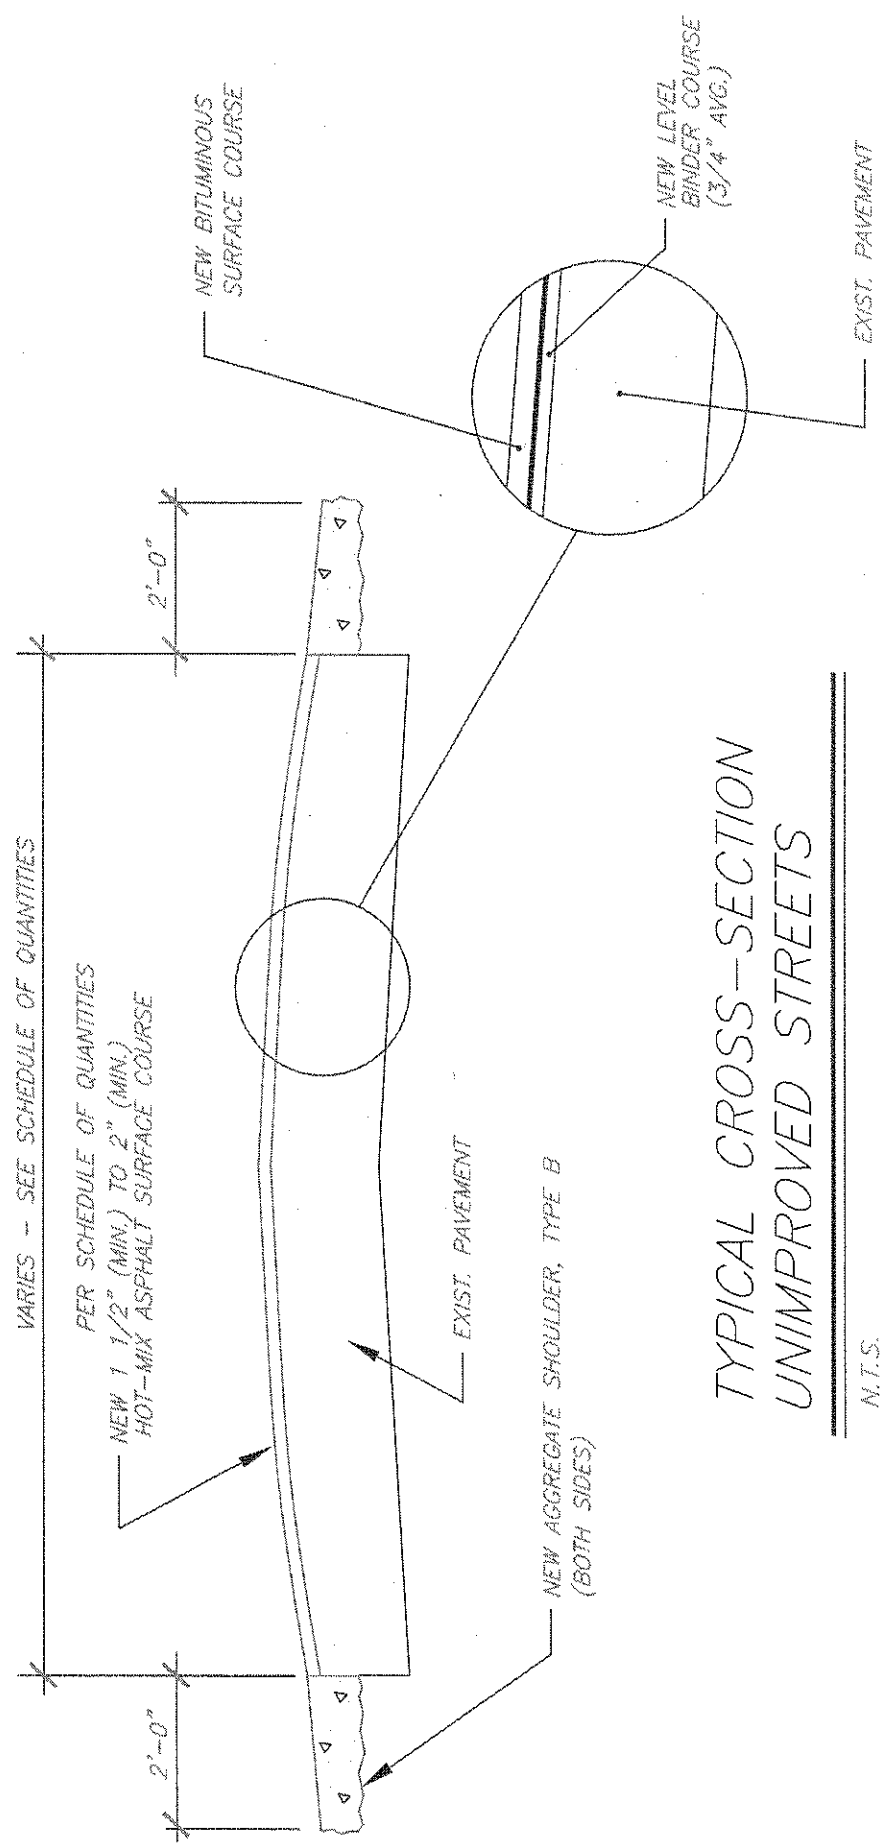 VARIES - SEE SCHEDULE OF QUANTITIES
PER SCHEDULE OF QUANTITIES
NEW 1 1/2" (MIN.) TO 2" (MIN.)
HOT-MIX ASPHALT SURFACE COURSE
2'-0"
2'-0"
NEW BITUMINOUS
SURFACE COURSE
EXIST. PAVEMENT
NEW AGGREGATE SHOULDER, TYPE B
(BOTH SIDES)
NEW LEVEL
BINDER COURSE
(3/4" AVG.)
EXIST. PAVEMENT
TYPICAL CROSS-SECTION
UNIMPROVED STREETS
N.T.S.